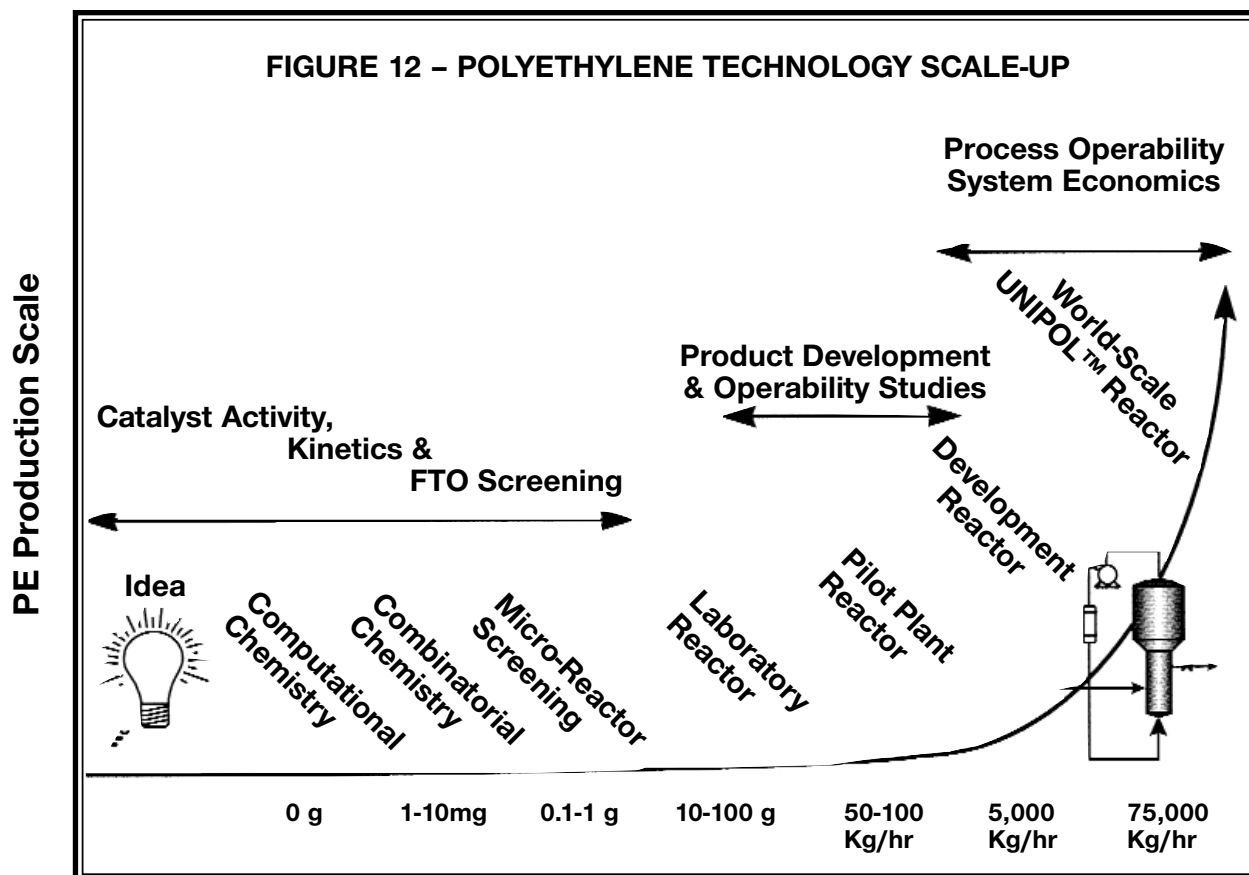 FIGURE 12 – POLYETHYLENE TECHNOLOGY SCALE-UP
PE Production Scale
Process Operability
System Economics
Product Development
& Operability Studies
Catalyst Activity,
Kinetics &
FTO Screening
Idea
Computational
Chemistry
Combinatorial
Chemistry
Micro-Reactor
Screening
Laboratory
Reactor
Pilot Plant
Reactor
Development
Reactor
World-Scale
UNIPOL™ Reactor
0 g
1-10mg
0.1-1 g
10-100 g
50-100
Kg/hr
5,000
Kg/hr
75,000
Kg/hr